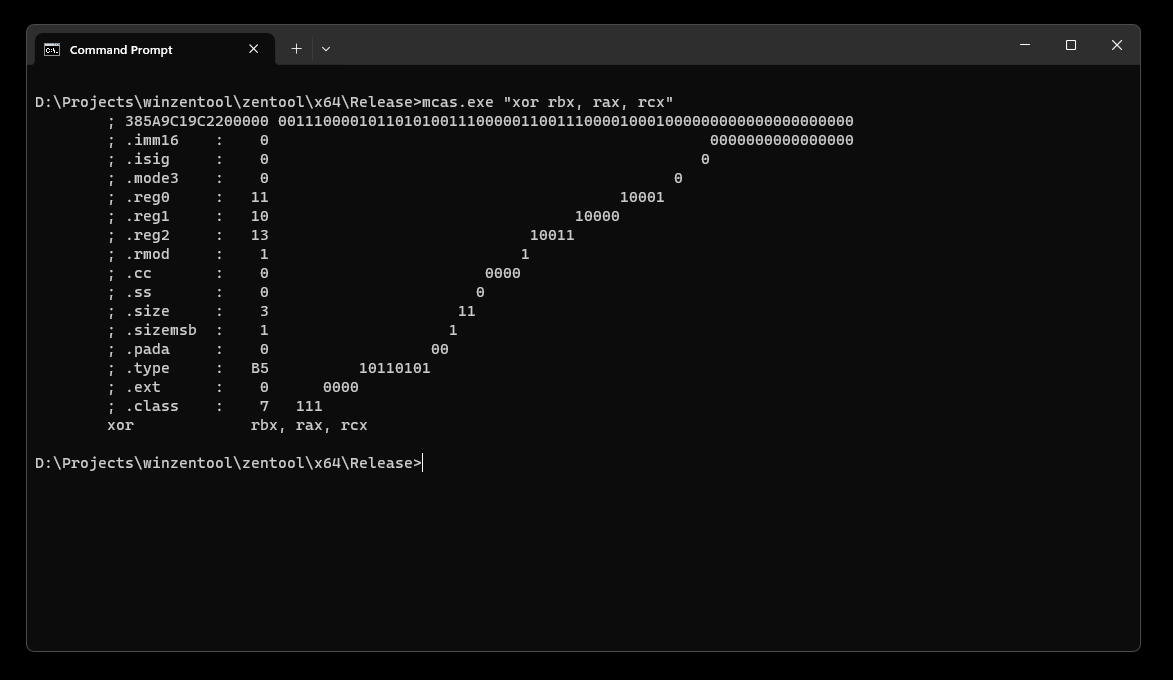 Command Prompt
D:\Projects\winzentool\zentool\x64\Release>mcas.exe "xor rbx, rax, rcx"
; 385A9C19C2200000 0011100001011010100111000001100111000010001000000000000000000000
; .imm16 : 0 0000000000000000
; .isig : 0 0
; .mode3 : 0 0
; .reg0 : 11 10001
; .reg1 : 10 10000
; .reg2 : 13 10011
; .rmod : 1 1
; .cc : 0 0000
; .ss : 0 0
; .size : 3 11
; .sizemsb : 1 1
; .pada : 0 00
; .type : B5 10110101
; .ext : 0 0000
; .class : 7 111
xor rbx, rax, rcx
D:\Projects\winzentool\zentool\x64\Release>